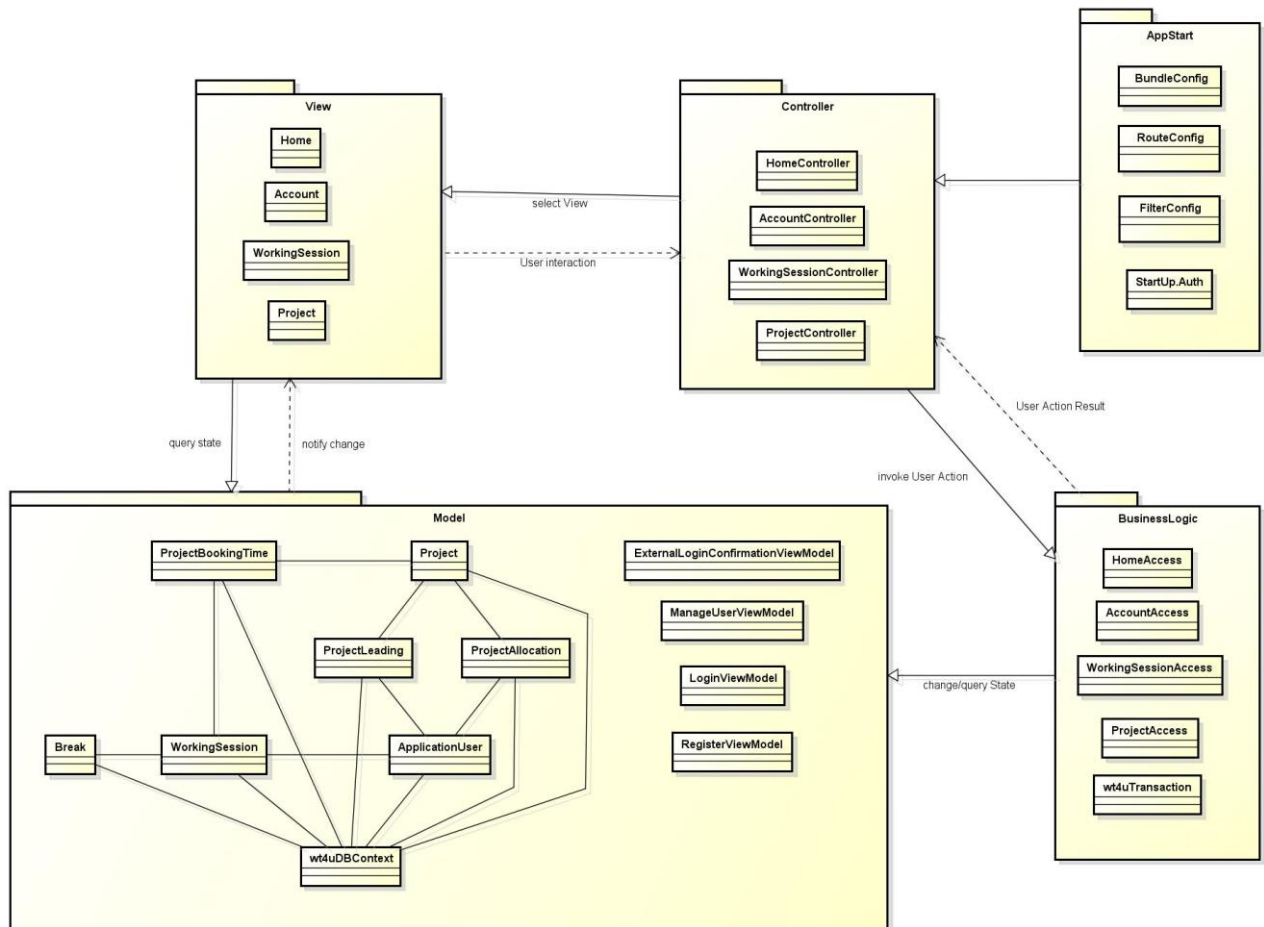 AppStart
BundleConfig
RouteConfig
FilterConfig
StartUp.Auth
View
Home
Account
WorkingSession
Project
Controller
HomeController
AccountController
WorkingSessionController
ProjectController
select View
User interaction
query state
notify change
User Action Result
invoke User Action
Model
ProjectBookingTime
Project
ProjectLeading
ProjectAllocation
Break
WorkingSession
ApplicationUser
wt4uDBContext
ExternalLoginConfirmationViewModel
ManageUserViewModel
LoginViewModel
RegisterViewModel
change/query State
BusinessLogic
HomeAccess
AccountAccess
WorkingSessionAccess
ProjectAccess
wt4uTransaction